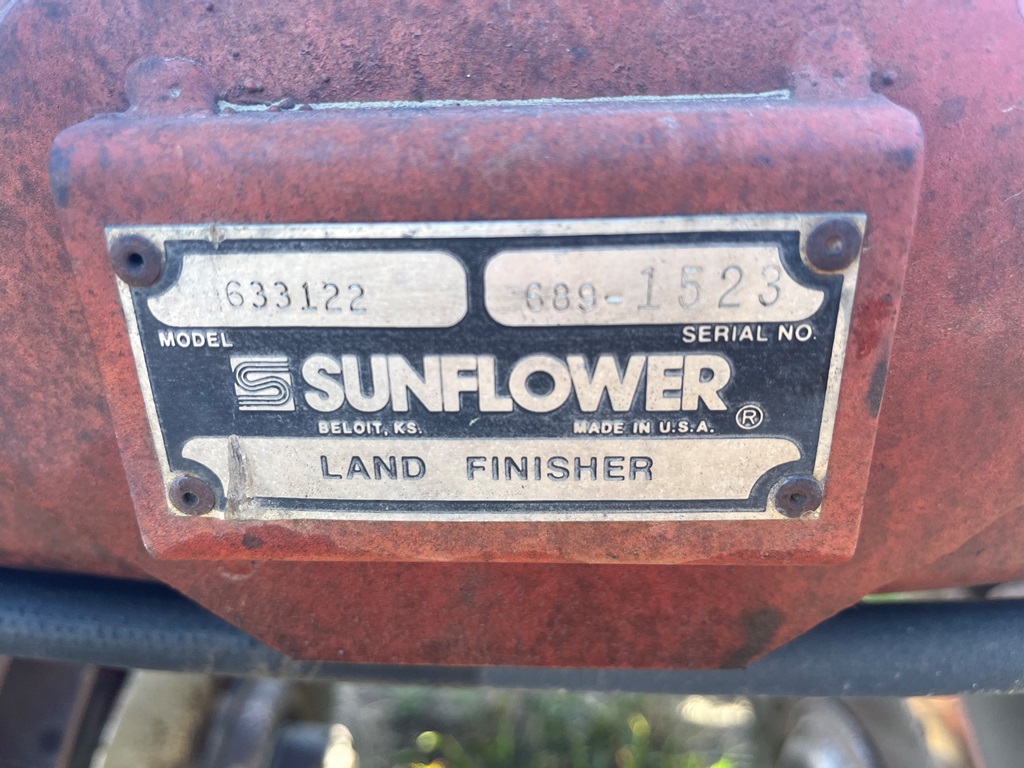 633122 689-1523
MODEL SERIAL NO.
SUNFLOWER ®
BELOIT, KS. MADE IN U.S.A.
LAND FINISHER